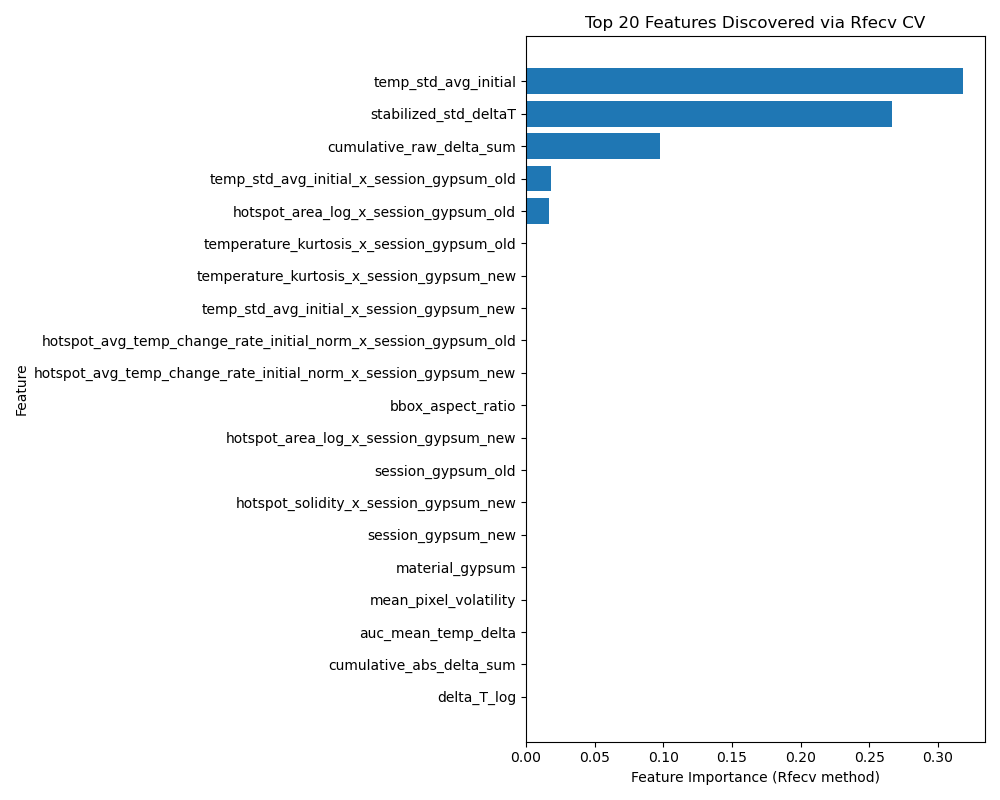 Top 20 Features Discovered via Rfecv CV
temp_std_avg_initial
stabilized_std_deltaT
cumulative_raw_delta_sum
temp_std_avg_initial_x_session_gypsum_old
hotspot_area_log_x_session_gypsum_old
temperature_kurtosis_x_session_gypsum_old
temperature_kurtosis_x_session_gypsum_new
temp_std_avg_initial_x_session_gypsum_new
hotspot_avg_temp_change_rate_initial_norm_x_session_gypsum_old
hotspot_avg_temp_change_rate_initial_norm_x_session_gypsum_new
bbox_aspect_ratio
hotspot_area_log_x_session_gypsum_new
session_gypsum_old
hotspot_solidity_x_session_gypsum_new
session_gypsum_new
material_gypsum
mean_pixel_volatility
auc_mean_temp_delta
cumulative_abs_delta_sum
delta_T_log
Feature
0.00 0.05 0.10 0.15 0.20 0.25 0.30
Feature Importance (Rfecv method)